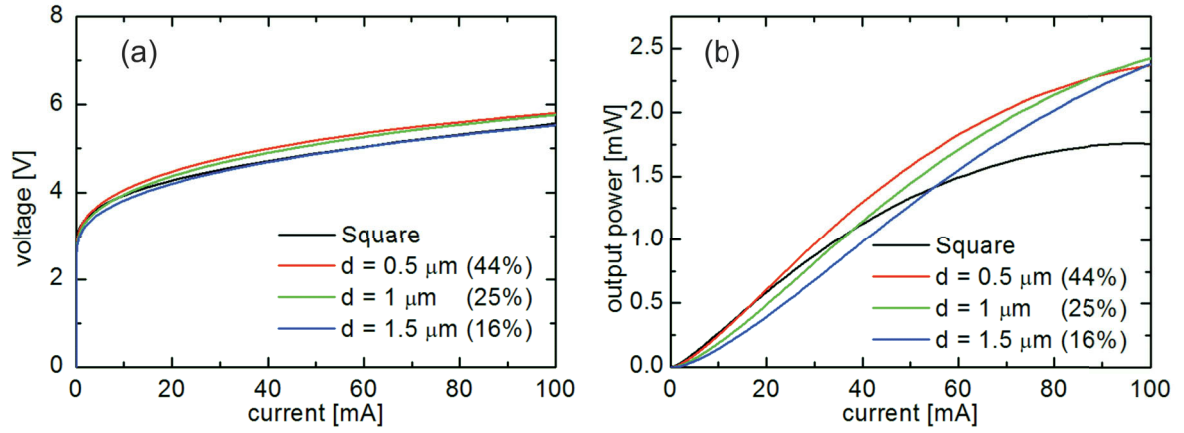 (a)
voltage [V]
8
6
4
2
0
0 20 40 60 80 100
current [mA]
Square
d = 0.5 μm (44%)
d = 1 μm (25%)
d = 1.5 μm (16%)
(b)
output power [mW]
2.5
2.0
1.5
1.0
0.5
0.0
0 20 40 60 80 100
current [mA]
Square
d = 0.5 μm (44%)
d = 1 μm (25%)
d = 1.5 μm (16%)